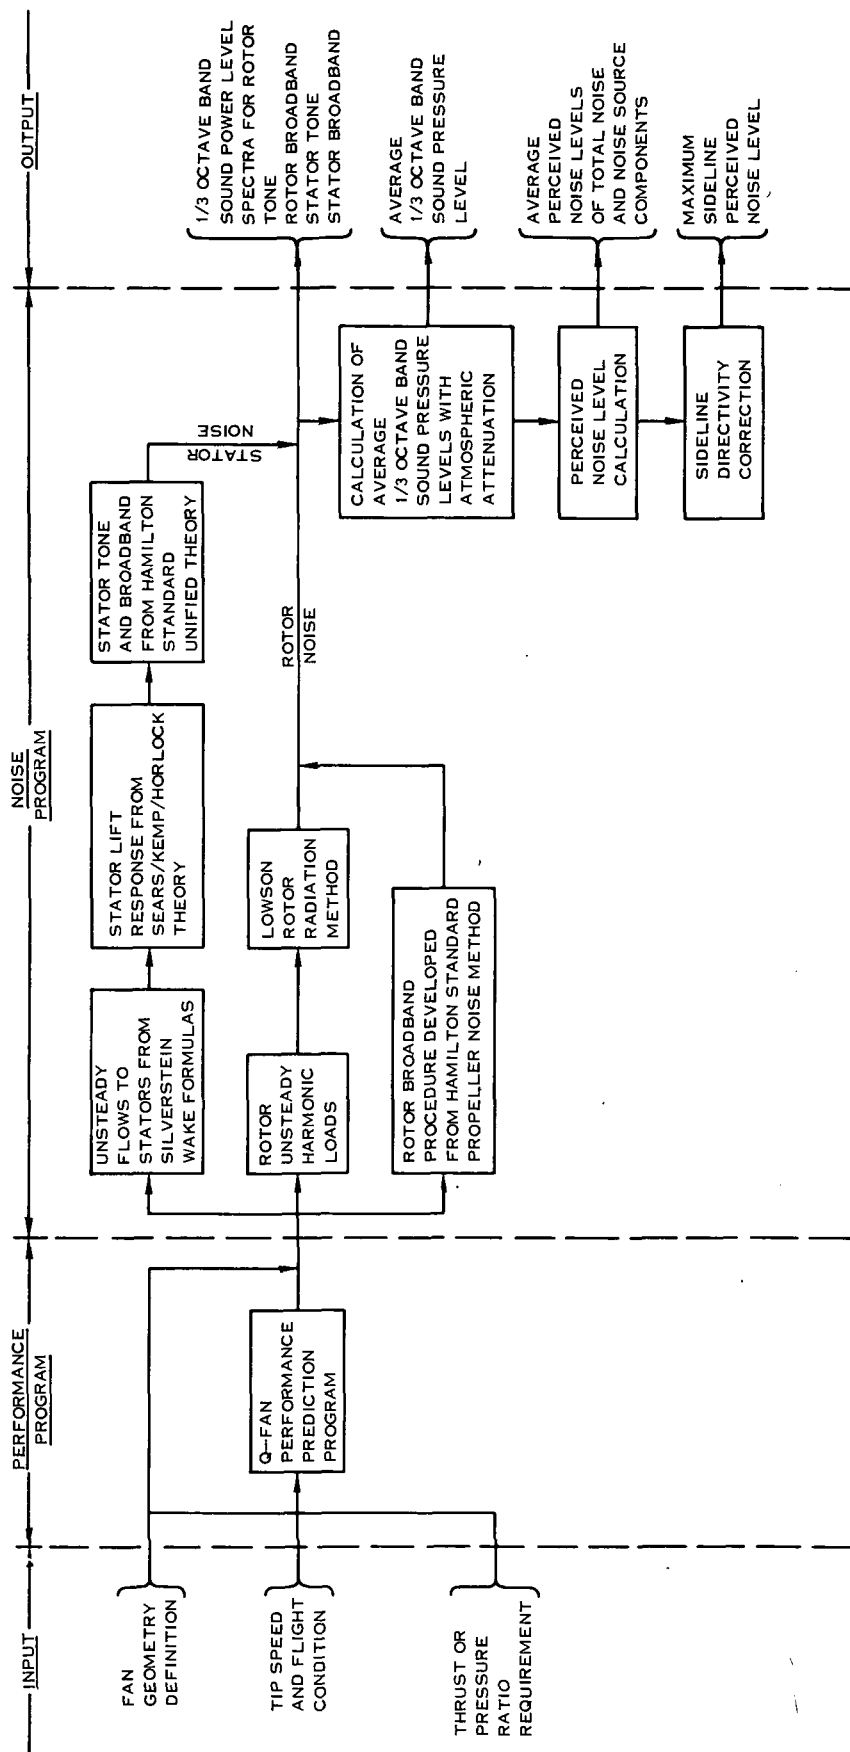 INPUT
PERFORMANCE
PROGRAM
NOISE
PROGRAM
OUTPUT
FAN
GEOMETRY
DEFINITION
TIP SPEED
AND FLIGHT
CONDITION
THRUST OR
PRESSURE
RATIO
REQUIREMENT
Q-FAN
PERFORMANCE
PREDICTION
PROGRAM
UNSTEADY
FLOWS TO
STATORS FROM
SILVERSTEIN
WAKE FORMULAS
STATOR LIFT
RESPONSE FROM
SEARS/KEMP/HORLOCK
THEORY
STATOR TONE
AND BROADBAND
FROM HAMILTON
STANDARD
UNIFIED THEORY
STATOR
NOISE
ROTOR
UNSTEADY
HARMONIC
LOADS
LOWSON
ROTOR
RADIATION
METHOD
ROTOR
NOISE
ROTOR BROADBAND
PROCEDURE DEVELOPED
FROM HAMILTON STANDARD
PROPELLER NOISE METHOD
CALCULATION OF
AVERAGE
1/3 OCTAVE BAND
SOUND PRESSURE
LEVELS WITH
ATMOSPHERIC
ATTENUATION
PERCEIVED
NOISE LEVEL
CALCULATION
SIDELINE
DIRECTIVITY
CORRECTION
1/3 OCTAVE BAND
SOUND POWER LEVEL
SPECTRA FOR ROTOR
TONE
ROTOR BROADBAND
STATOR TONE
STATOR BROADBAND
AVERAGE
1/3 OCTAVE BAND
SOUND PRESSURE
LEVEL
AVERAGE
PERCEIVED
NOISE LEVELS
OF TOTAL NOISE
AND NOISE SOURCE
COMPONENTS
MAXIMUM
SIDELINE
PERCEIVED
NOISE LEVEL